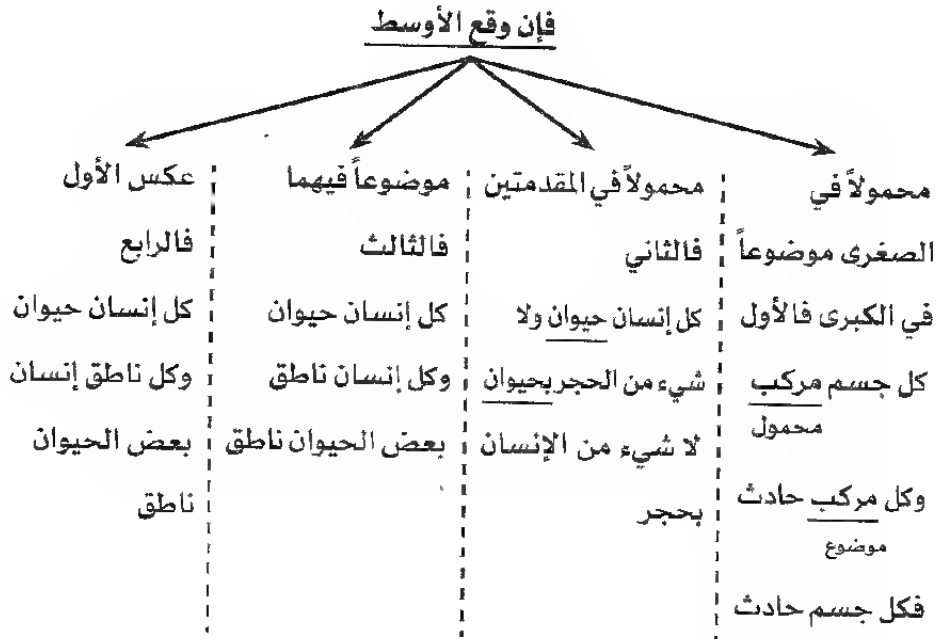 فإن وقع الأوسط
محمولاً في
الصغرى موضوعاً
في الكبرى فالأول
كل جسم مركب
محمول
وكل مركب حادث
موضوع
فكل جسم حادث
محمولاً في المقدمتين
فالثاني
كل إنسان حيوان ولا
شيء من الحجر بحيوان
لا شيء من الإنسان
بحجر
موضوعاً فيهما
فالثالث
كل إنسان حيوان
وكل إنسان ناطق
بعض الحيوان ناطق
عكس الأول
فالرابع
كل إنسان حيوان
وكل ناطق إنسان
بعض الحيوان
ناطق